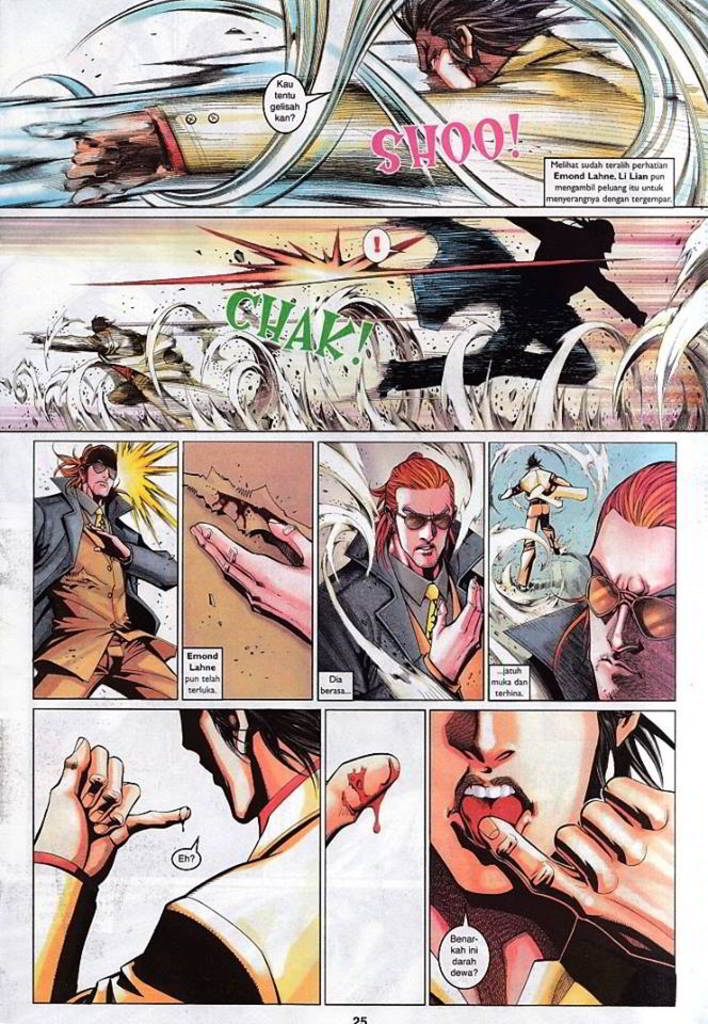 Kau
tentu
gelisah
kan?
SHOO!
Melihat sudah teralih perhatian
Emond Lahne, Li Lian pun
mengambil peluang itu untuk
menyerangnya dengan tergempar.
!
CHAK!
Emond
Lahne
pun telah
terluka.
Dia
berasa...
...jatuh
muka dan
terhina.
Eh?
Benar-
kah ini
darah
dewa?
25